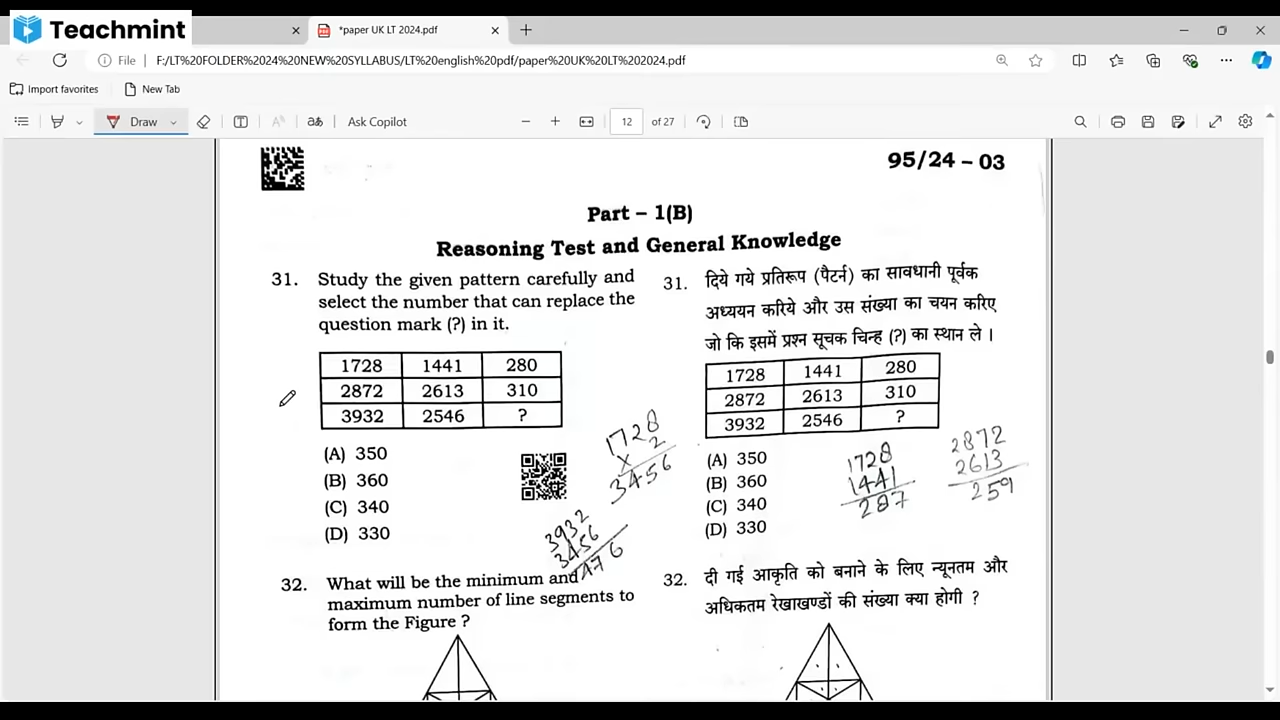 Teachmint
*paper UK LT 2024.pdf
File F:/LT%20FOLDER%2024%20NEW%20SYLLABUS/LT%20english%20pdf/paper%20UK%20LT%202024.pdf
Import favorites New Tab
Draw aあ Ask Copilot 12 of 27
95/24 – 03
Part – 1(B)
Reasoning Test and General Knowledge
31. Study the given pattern carefully and
select the number that can replace the
question mark (?) in it.
1728 1441 280
2872 2613 310
3932 2546 ?
(A) 350
(B) 360
(C) 340
(D) 330
1728
x 2
3456
3932
3456
476
32. What will be the minimum and
maximum number of line segments to
form the Figure ?
31. दिये गये प्रतिरूप (पैटर्न) का सावधानी पूर्वक
अध्ययन करिये और उस संख्या का चयन करिए
जो कि इसमें प्रश्न सूचक चिन्ह (?) का स्थान ले ।
1728 1441 280
2872 2613 310
3932 2546 ?
(A) 350
(B) 360
(C) 340
(D) 330
1728
1441
287
2872
2613
259
32. दी गई आकृति को बनाने के लिए न्यूनतम और
अधिकतम रेखाखण्डों की संख्या क्या होगी ?